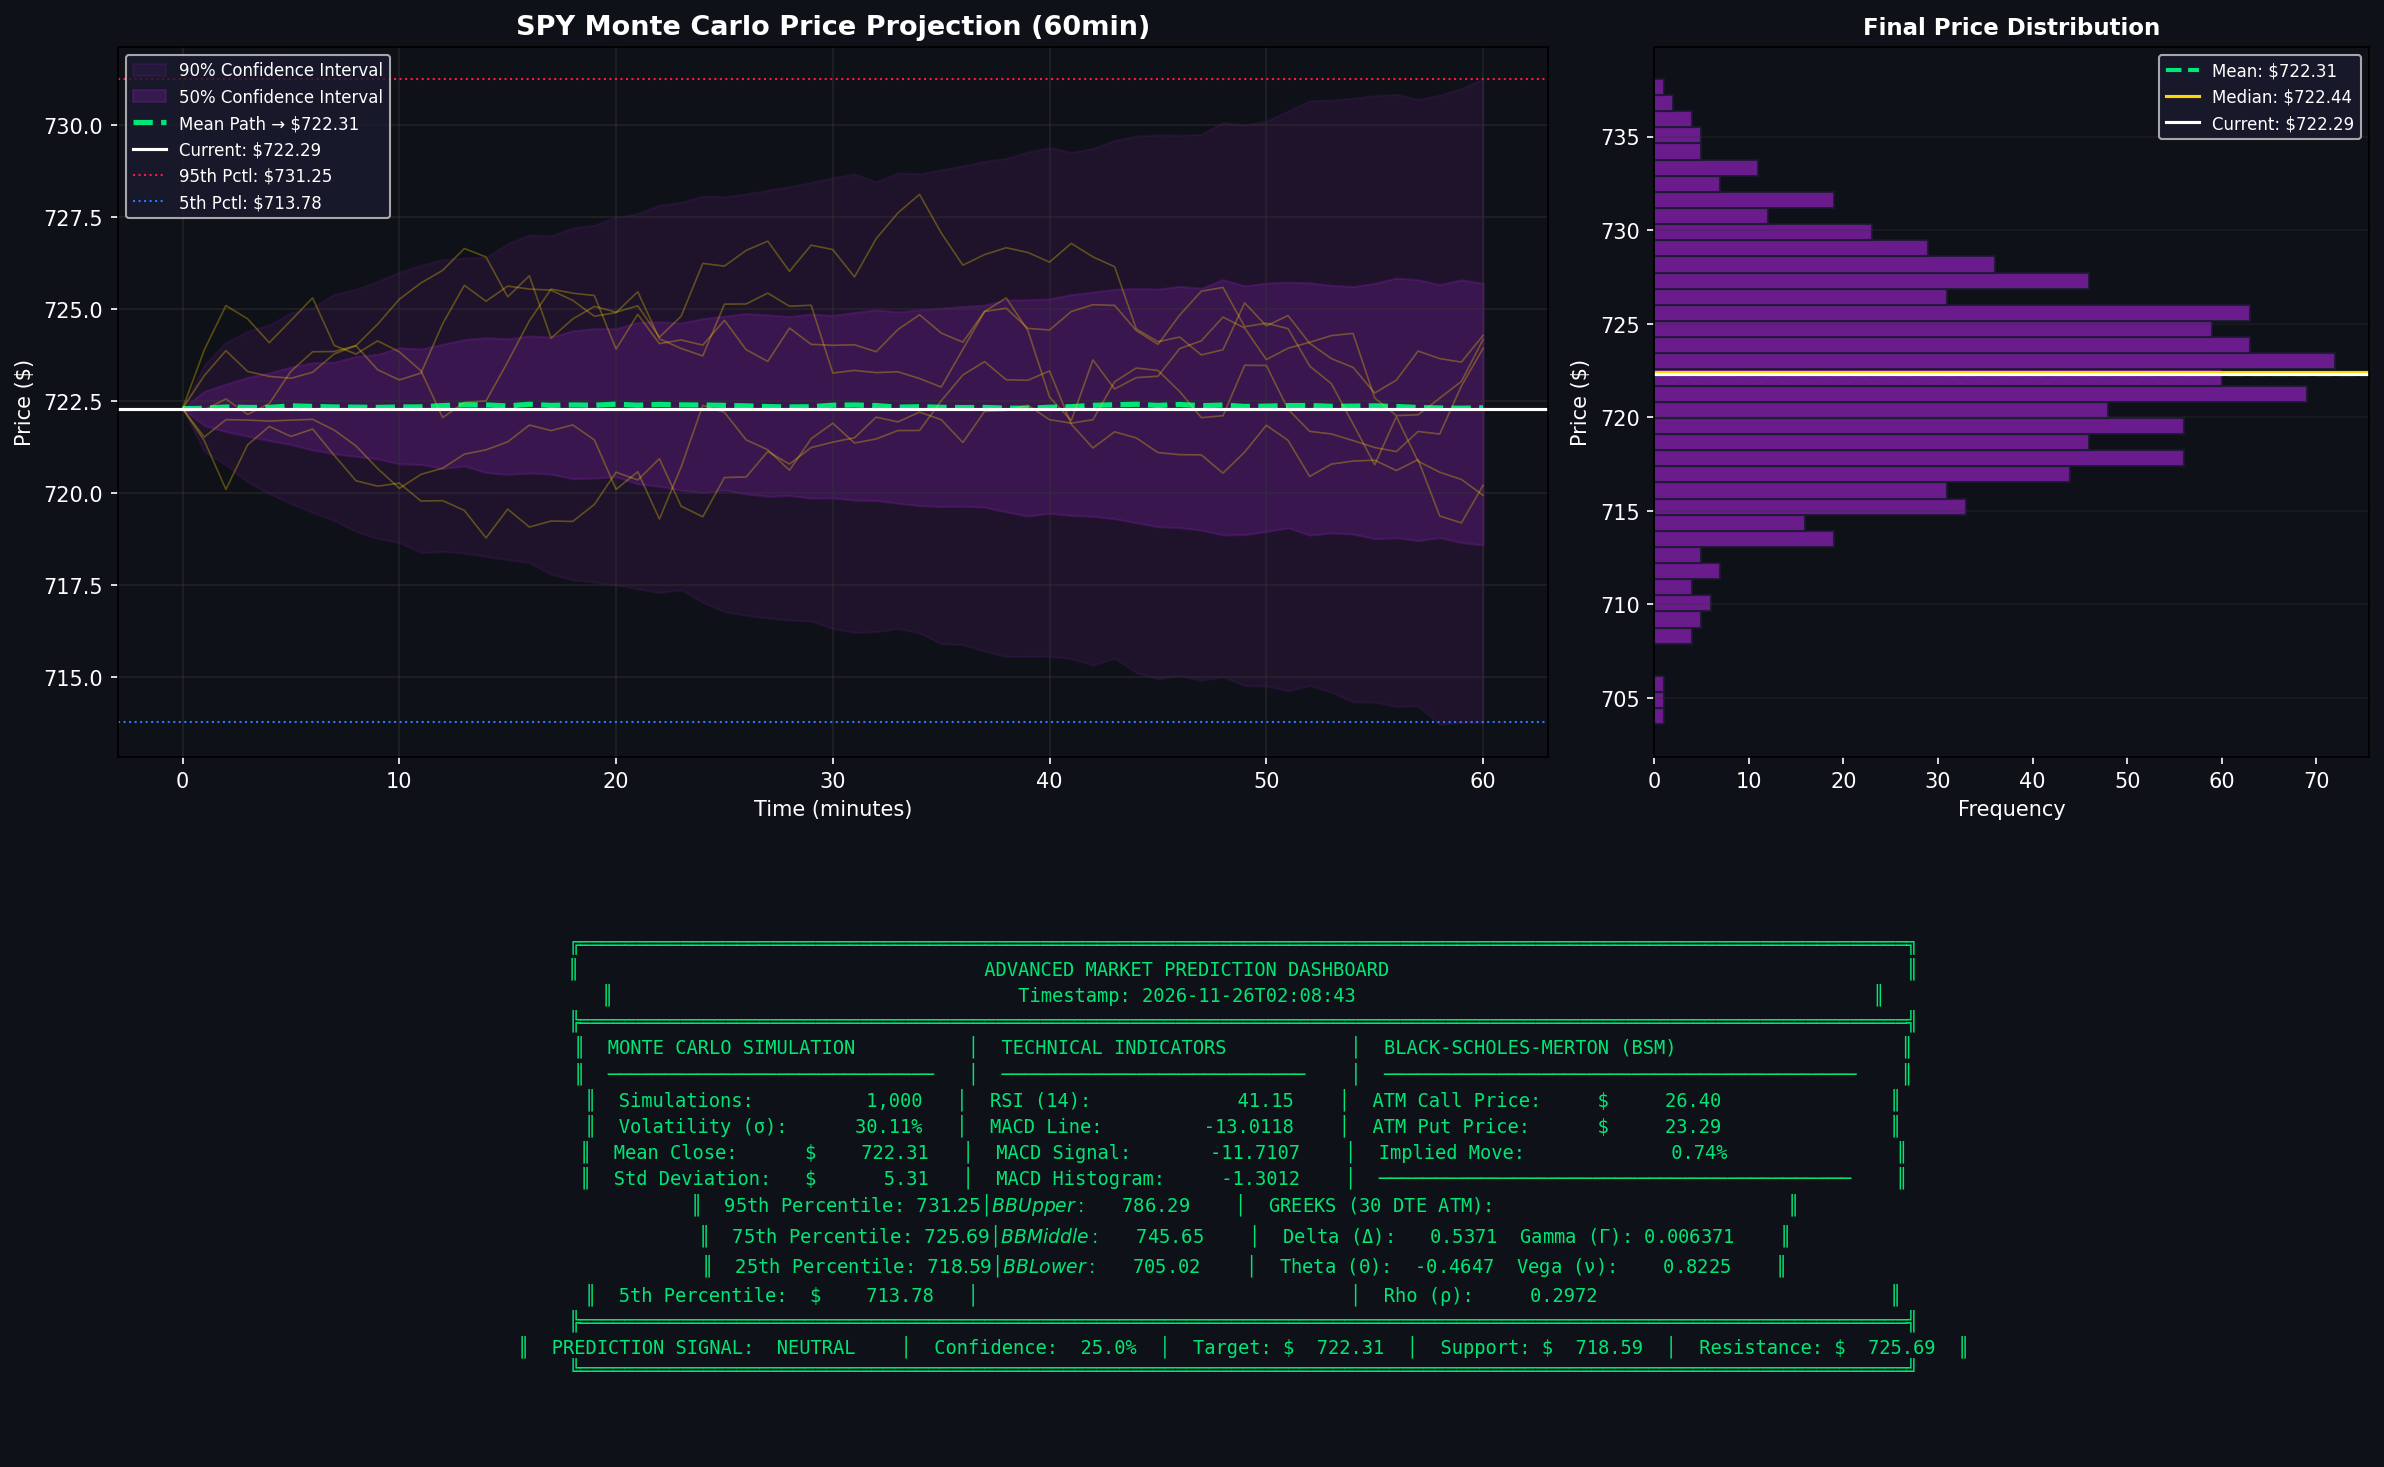 SPY Monte Carlo Price Projection (60min)
90% Confidence Interval
50% Confidence Interval
Mean Path → $722.31
Current: $722.29
95th Pctl: $731.25
5th Pctl: $713.78
Price ($)
730.0
727.5
725.0
722.5
720.0
717.5
715.0
0 10 20 30 40 50 60
Time (minutes)
Final Price Distribution
Mean: $722.31
Median: $722.44
Current: $722.29
Price ($)
735
730
725
720
715
710
705
0 10 20 30 40 50 60 70
Frequency
ADVANCED MARKET PREDICTION DASHBOARD
Timestamp: 2026-11-26T02:08:43
║ MONTE CARLO SIMULATION │ TECHNICAL INDICATORS │ BLACK-SCHOLES-MERTON (BSM) ║
║ Simulations: 1,000 │ RSI (14): 41.15 │ ATM Call Price: $ 26.40 ║
║ Volatility (σ): 30.11% │ MACD Line: -13.0118 │ ATM Put Price: $ 23.29 ║
║ Mean Close: $ 722.31 │ MACD Signal: -11.7107 │ Implied Move: 0.74% ║
║ Std Deviation: $ 5.31 │ MACD Histogram: -1.3012 │ ║
║ 95th Percentile: 731.25│BBUpper: 786.29 │ GREEKS (30 DTE ATM): ║
║ 75th Percentile: 725.69│BBMiddle: 745.65 │ Delta (Δ): 0.5371 Gamma (Γ): 0.006371 ║
║ 25th Percentile: 718.59│BBLower: 705.02 │ Theta (Θ): -0.4647 Vega (ν): 0.8225 ║
║ 5th Percentile: $ 713.78 │ │ Rho (ρ): 0.2972 ║
║ PREDICTION SIGNAL: NEUTRAL │ Confidence: 25.0% │ Target: $ 722.31 │ Support: $ 718.59 │ Resistance: $ 725.69 ║